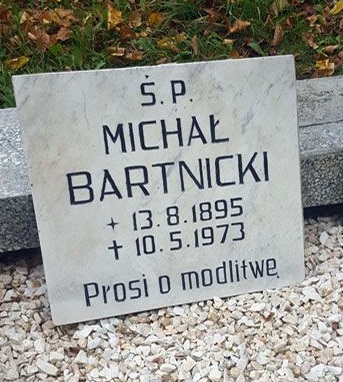 Ś.P.
MICHAŁ
BARTNICKI
+ 13.8.1895
† 10.5.1973
Prosi o modlitwę